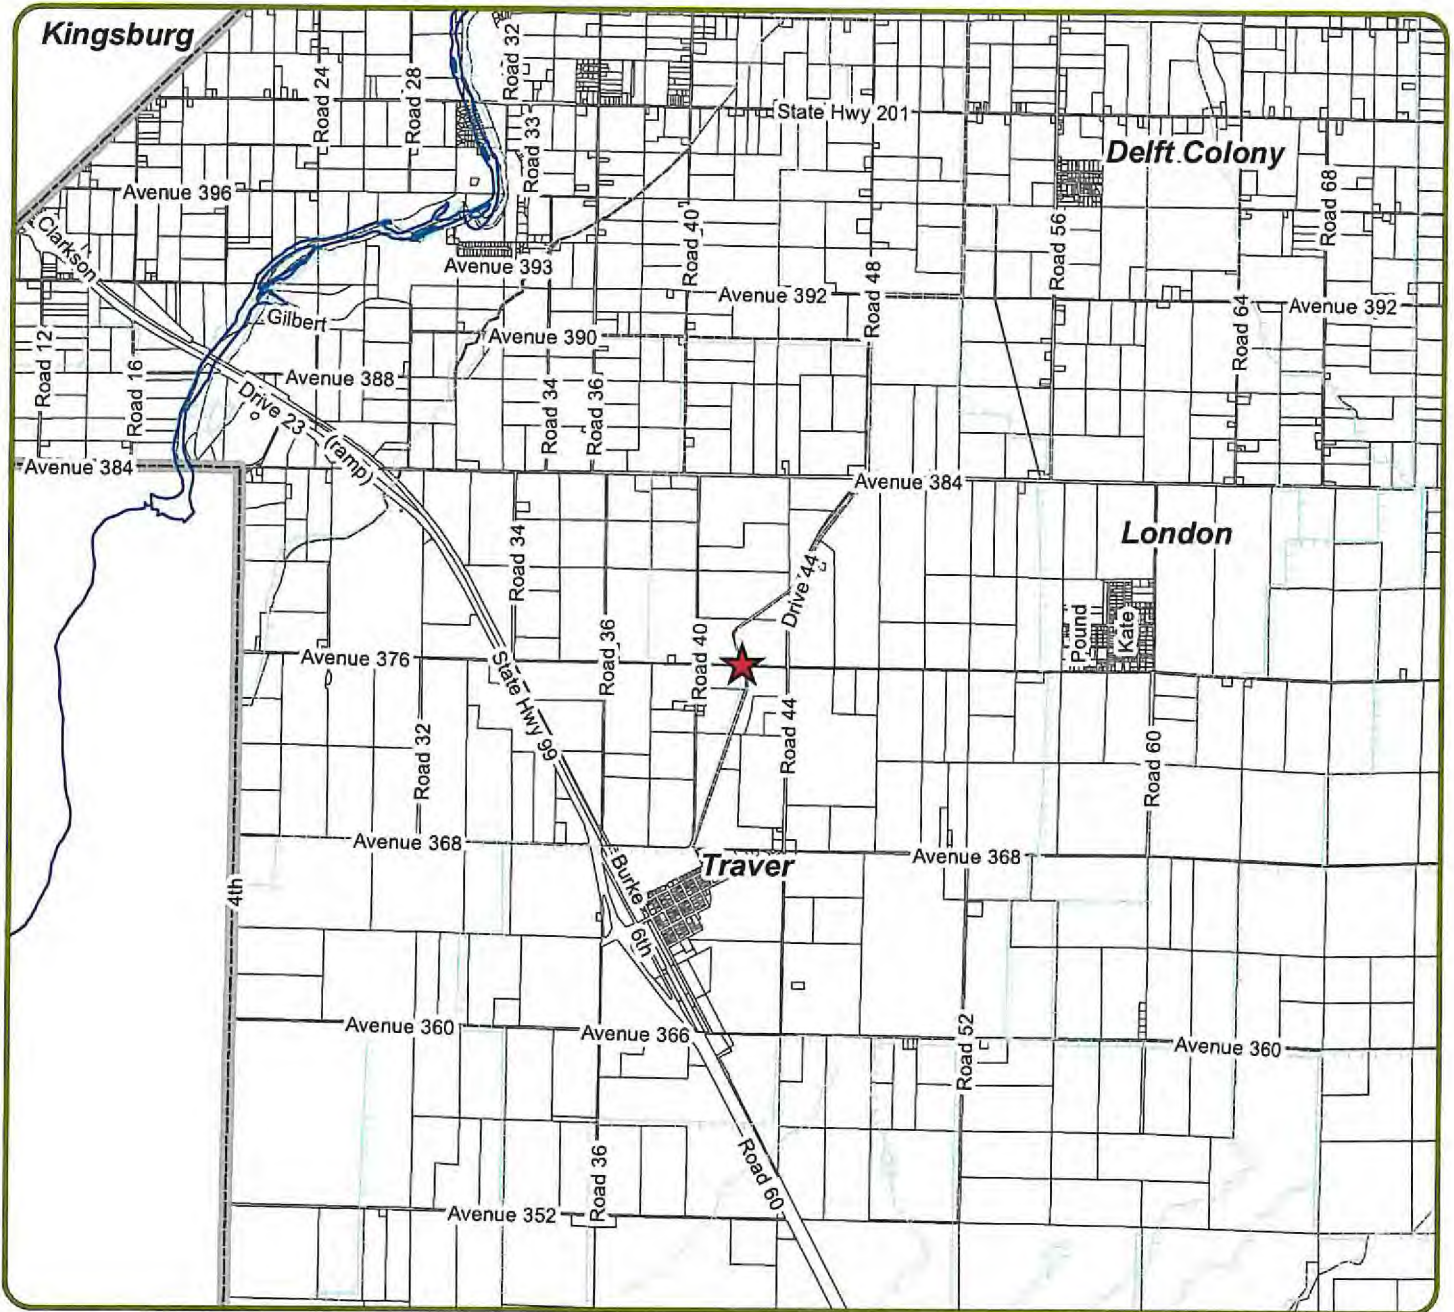 Kingsburg
Road 24
Road 28
Road 32
Road 33
State Hwy 201
Delft Colony
Avenue 396
Road 68
Clarkson
Road 40
Road 56
Avenue 393
Road 48
Avenue 392
Avenue 392
Gilbert
Avenue 390
Road 64
Road 12
Road 16
Avenue 388
Drive 23
(ramp)
Road 34
Road 36
Avenue 384
Avenue 384
London
Road 34
Drive 44
Pound
Kate
Avenue 376
Road 36
Road 40
State Hwy 99
Road 32
Road 44
Road 60
Avenue 368
Burke
Traver
Avenue 368
4th
6th
Avenue 360
Avenue 366
Road 52
Avenue 360
Road 36
Road 60
Avenue 352